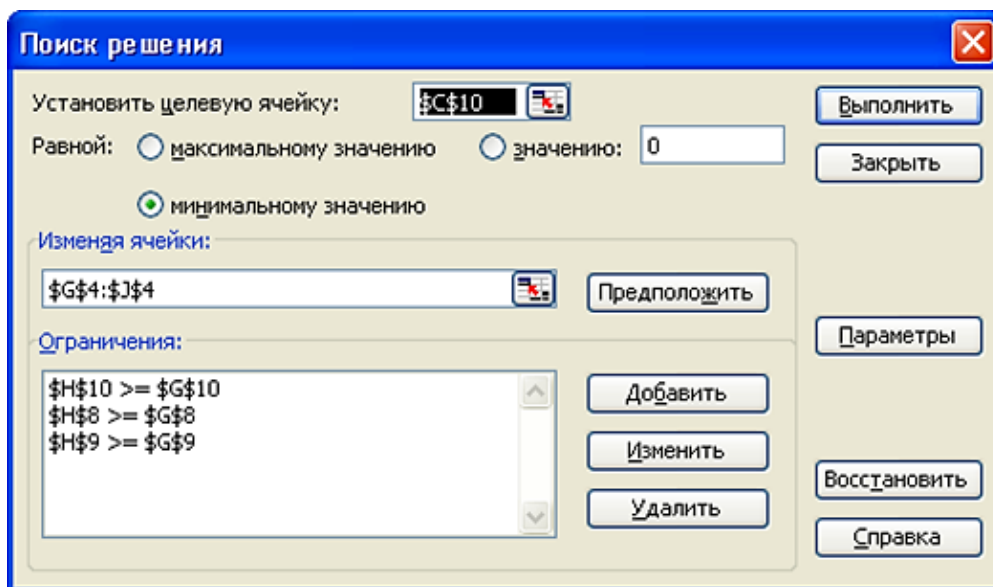 Поиск решения
Установить целевую ячейку: $C$10
Выполнить
Равной: максимальному значению значению: 0
Закрыть
минимальному значению
Изменяя ячейки:
$G$4:$J$4
Предположить
Ограничения:
Параметры
$H$10 >= $G$10
$H$8 >= $G$8
$H$9 >= $G$9
Добавить
Изменить
Удалить
Восстановить
Справка